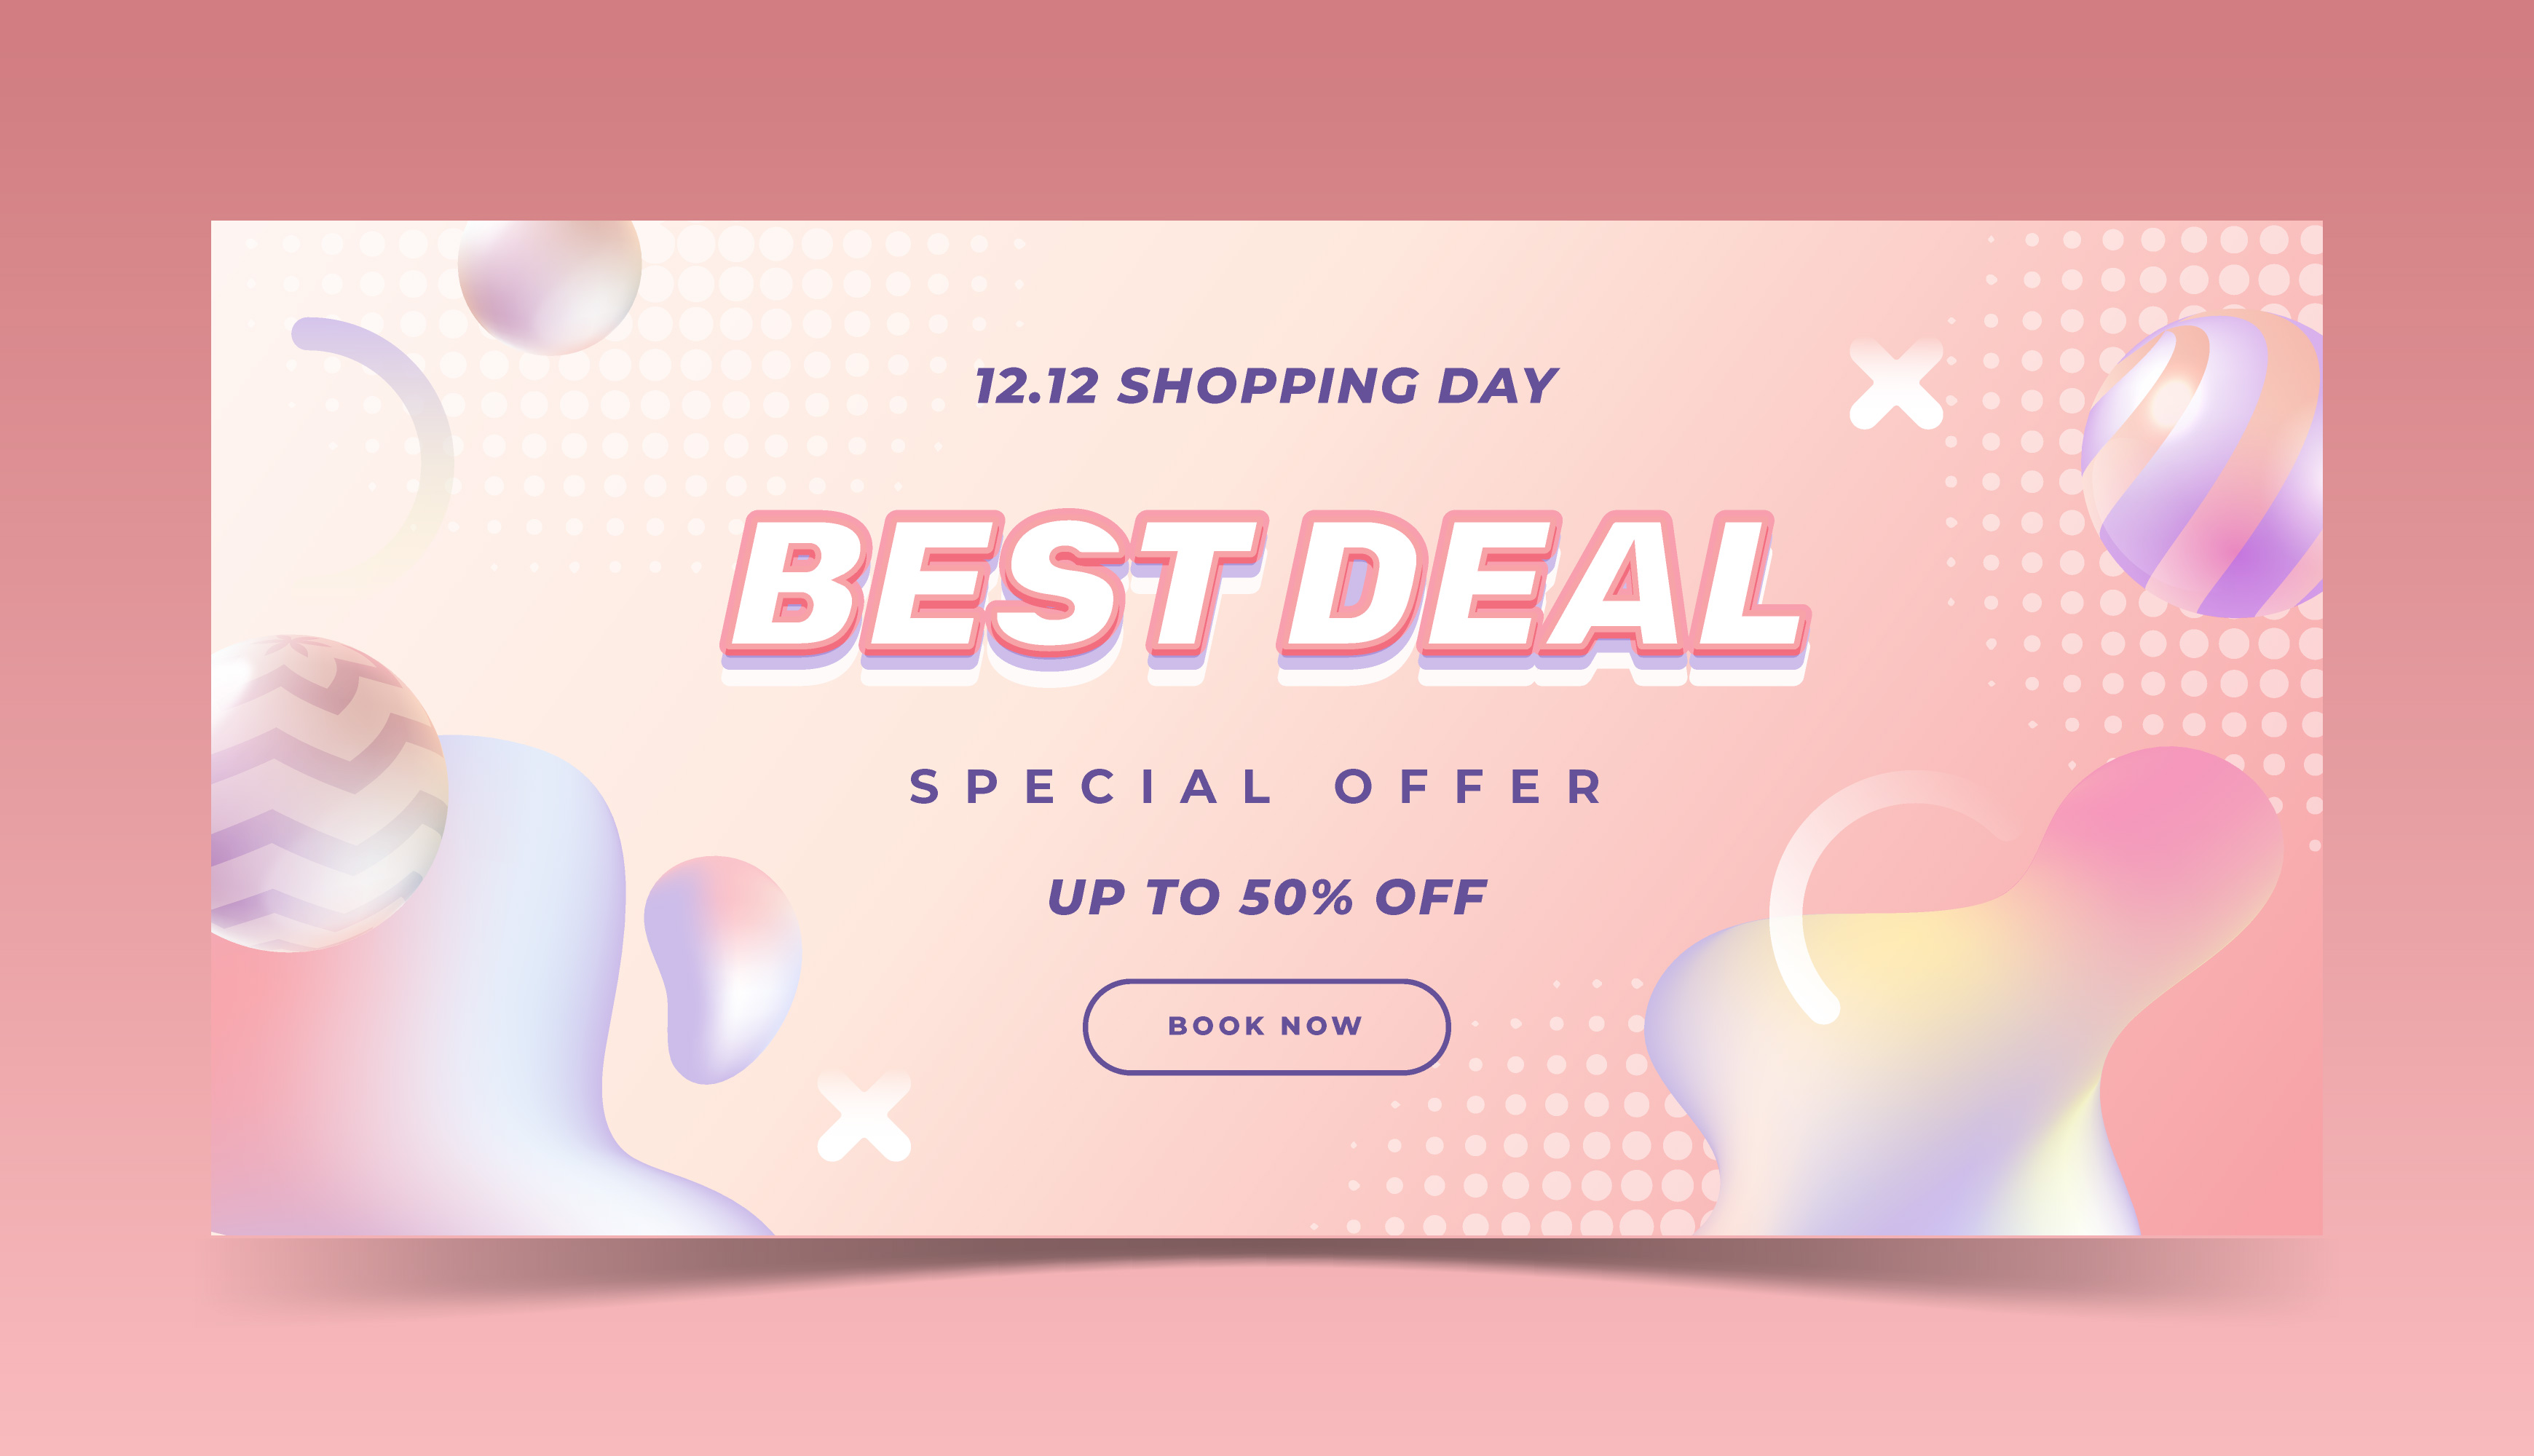 12.12 SHOPPING DAY
BEST DEAL
SPECIAL OFFER
UP TO 50% OFF
BOOK NOW